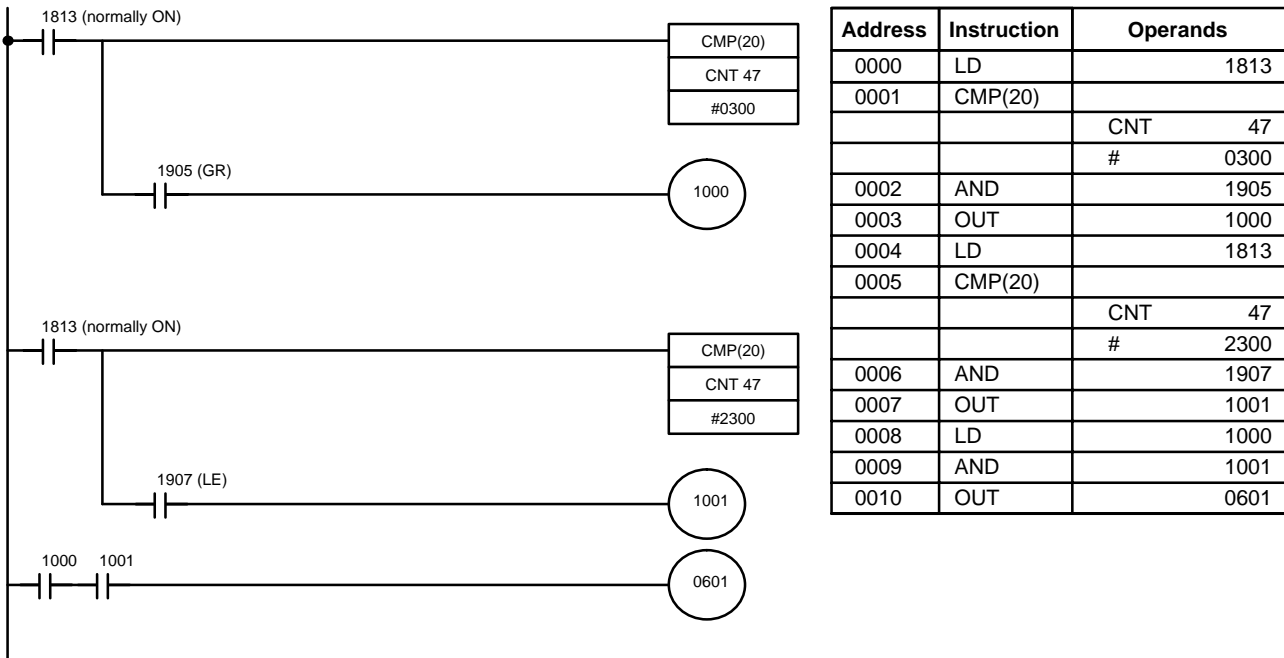 1813 (normally ON)
CMP(20)
CNT 47
#0300
1905 (GR)
1000
1813 (normally ON)
CMP(20)
CNT 47
#2300
1907 (LE)
1001
1000 1001
0601
Address Instruction Operands
0000 LD 1813
0001 CMP(20)
CNT 47
# 0300
0002 AND 1905
0003 OUT 1000
0004 LD 1813
0005 CMP(20)
CNT 47
# 2300
0006 AND 1907
0007 OUT 1001
0008 LD 1000
0009 AND 1001
0010 OUT 0601